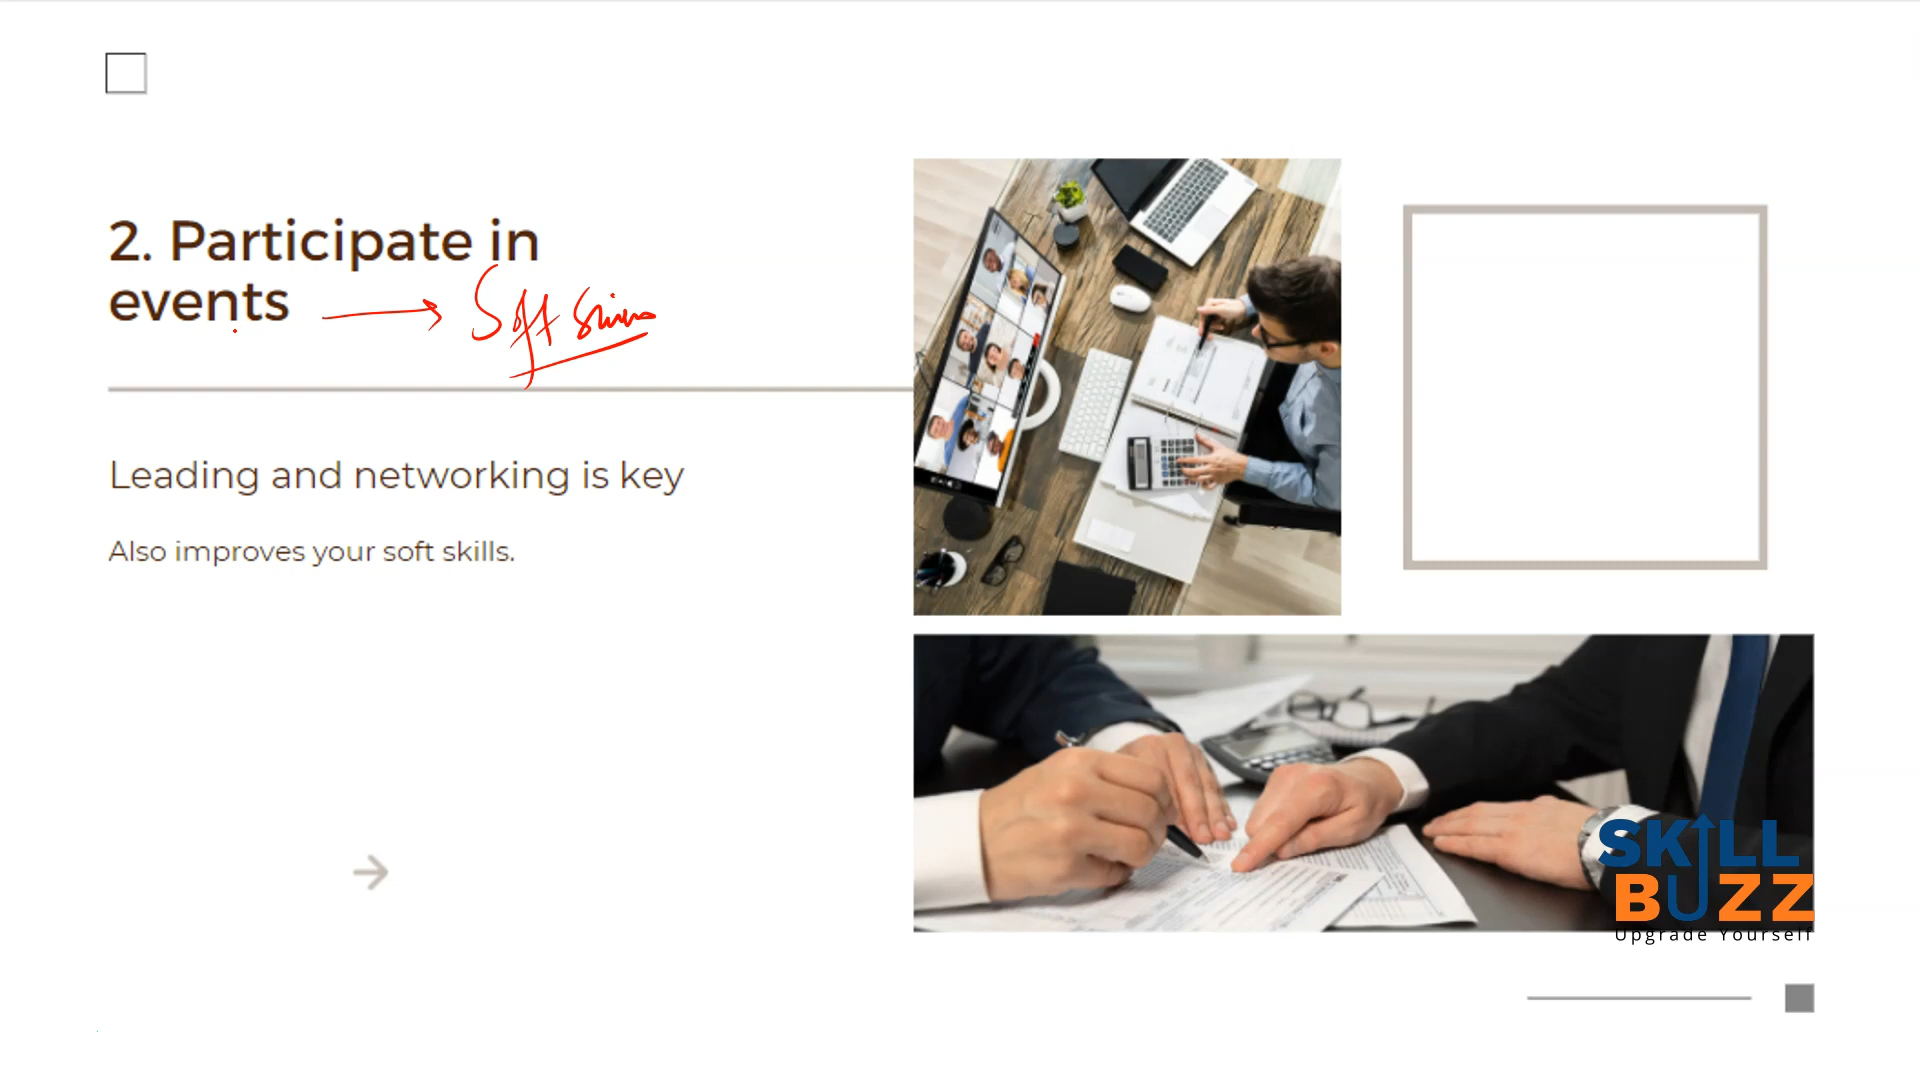 2. Participate in
events
Soft Skills
Leading and networking is key
Also improves your soft skills.
SKILL
BUZZ
Upgrade Yourself